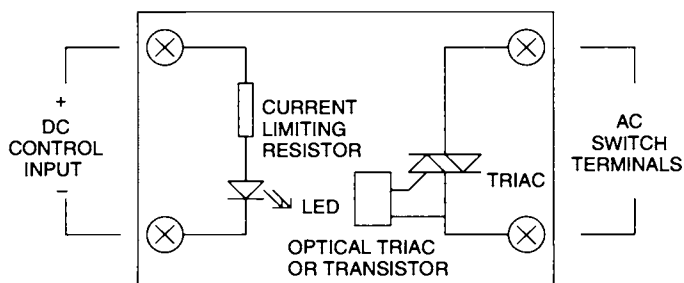 +
DC
CONTROL
INPUT
–
CURRENT
LIMITING
RESISTOR
LED
OPTICAL TRIAC
OR TRANSISTOR
TRIAC
AC
SWITCH
TERMINALS